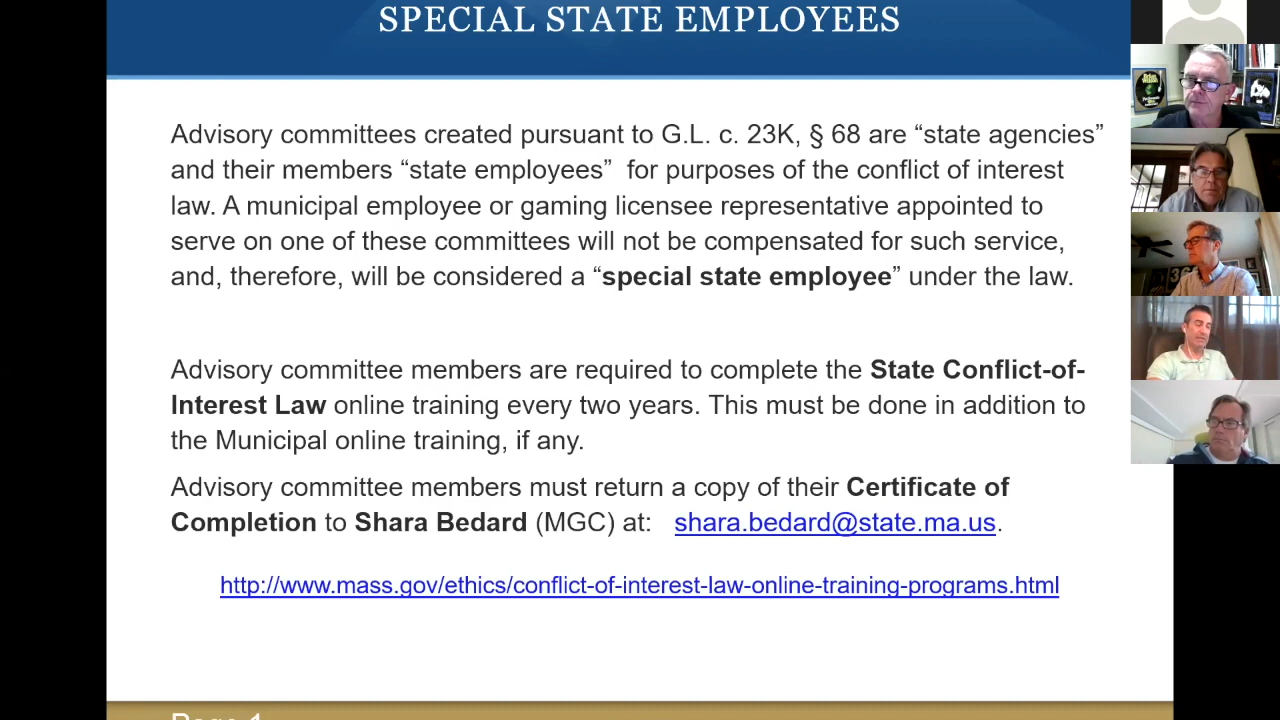 SPECIAL STATE EMPLOYEES
Advisory committees created pursuant to G.L. c. 23K, § 68 are “state agencies”
and their members “state employees”  for purposes of the conflict of interest
law. A municipal employee or gaming licensee representative appointed to
serve on one of these committees will not be compensated for such service,
and, therefore, will be considered a “special state employee” under the law.
Advisory committee members are required to complete the State Conflict-of-
Interest Law online training every two years. This must be done in addition to
the Municipal online training, if any.
Advisory committee members must return a copy of their Certificate of
Completion to Shara Bedard (MGC) at:   shara.bedard@state.ma.us.
http://www.mass.gov/ethics/conflict-of-interest-law-online-training-programs.html
Page 1